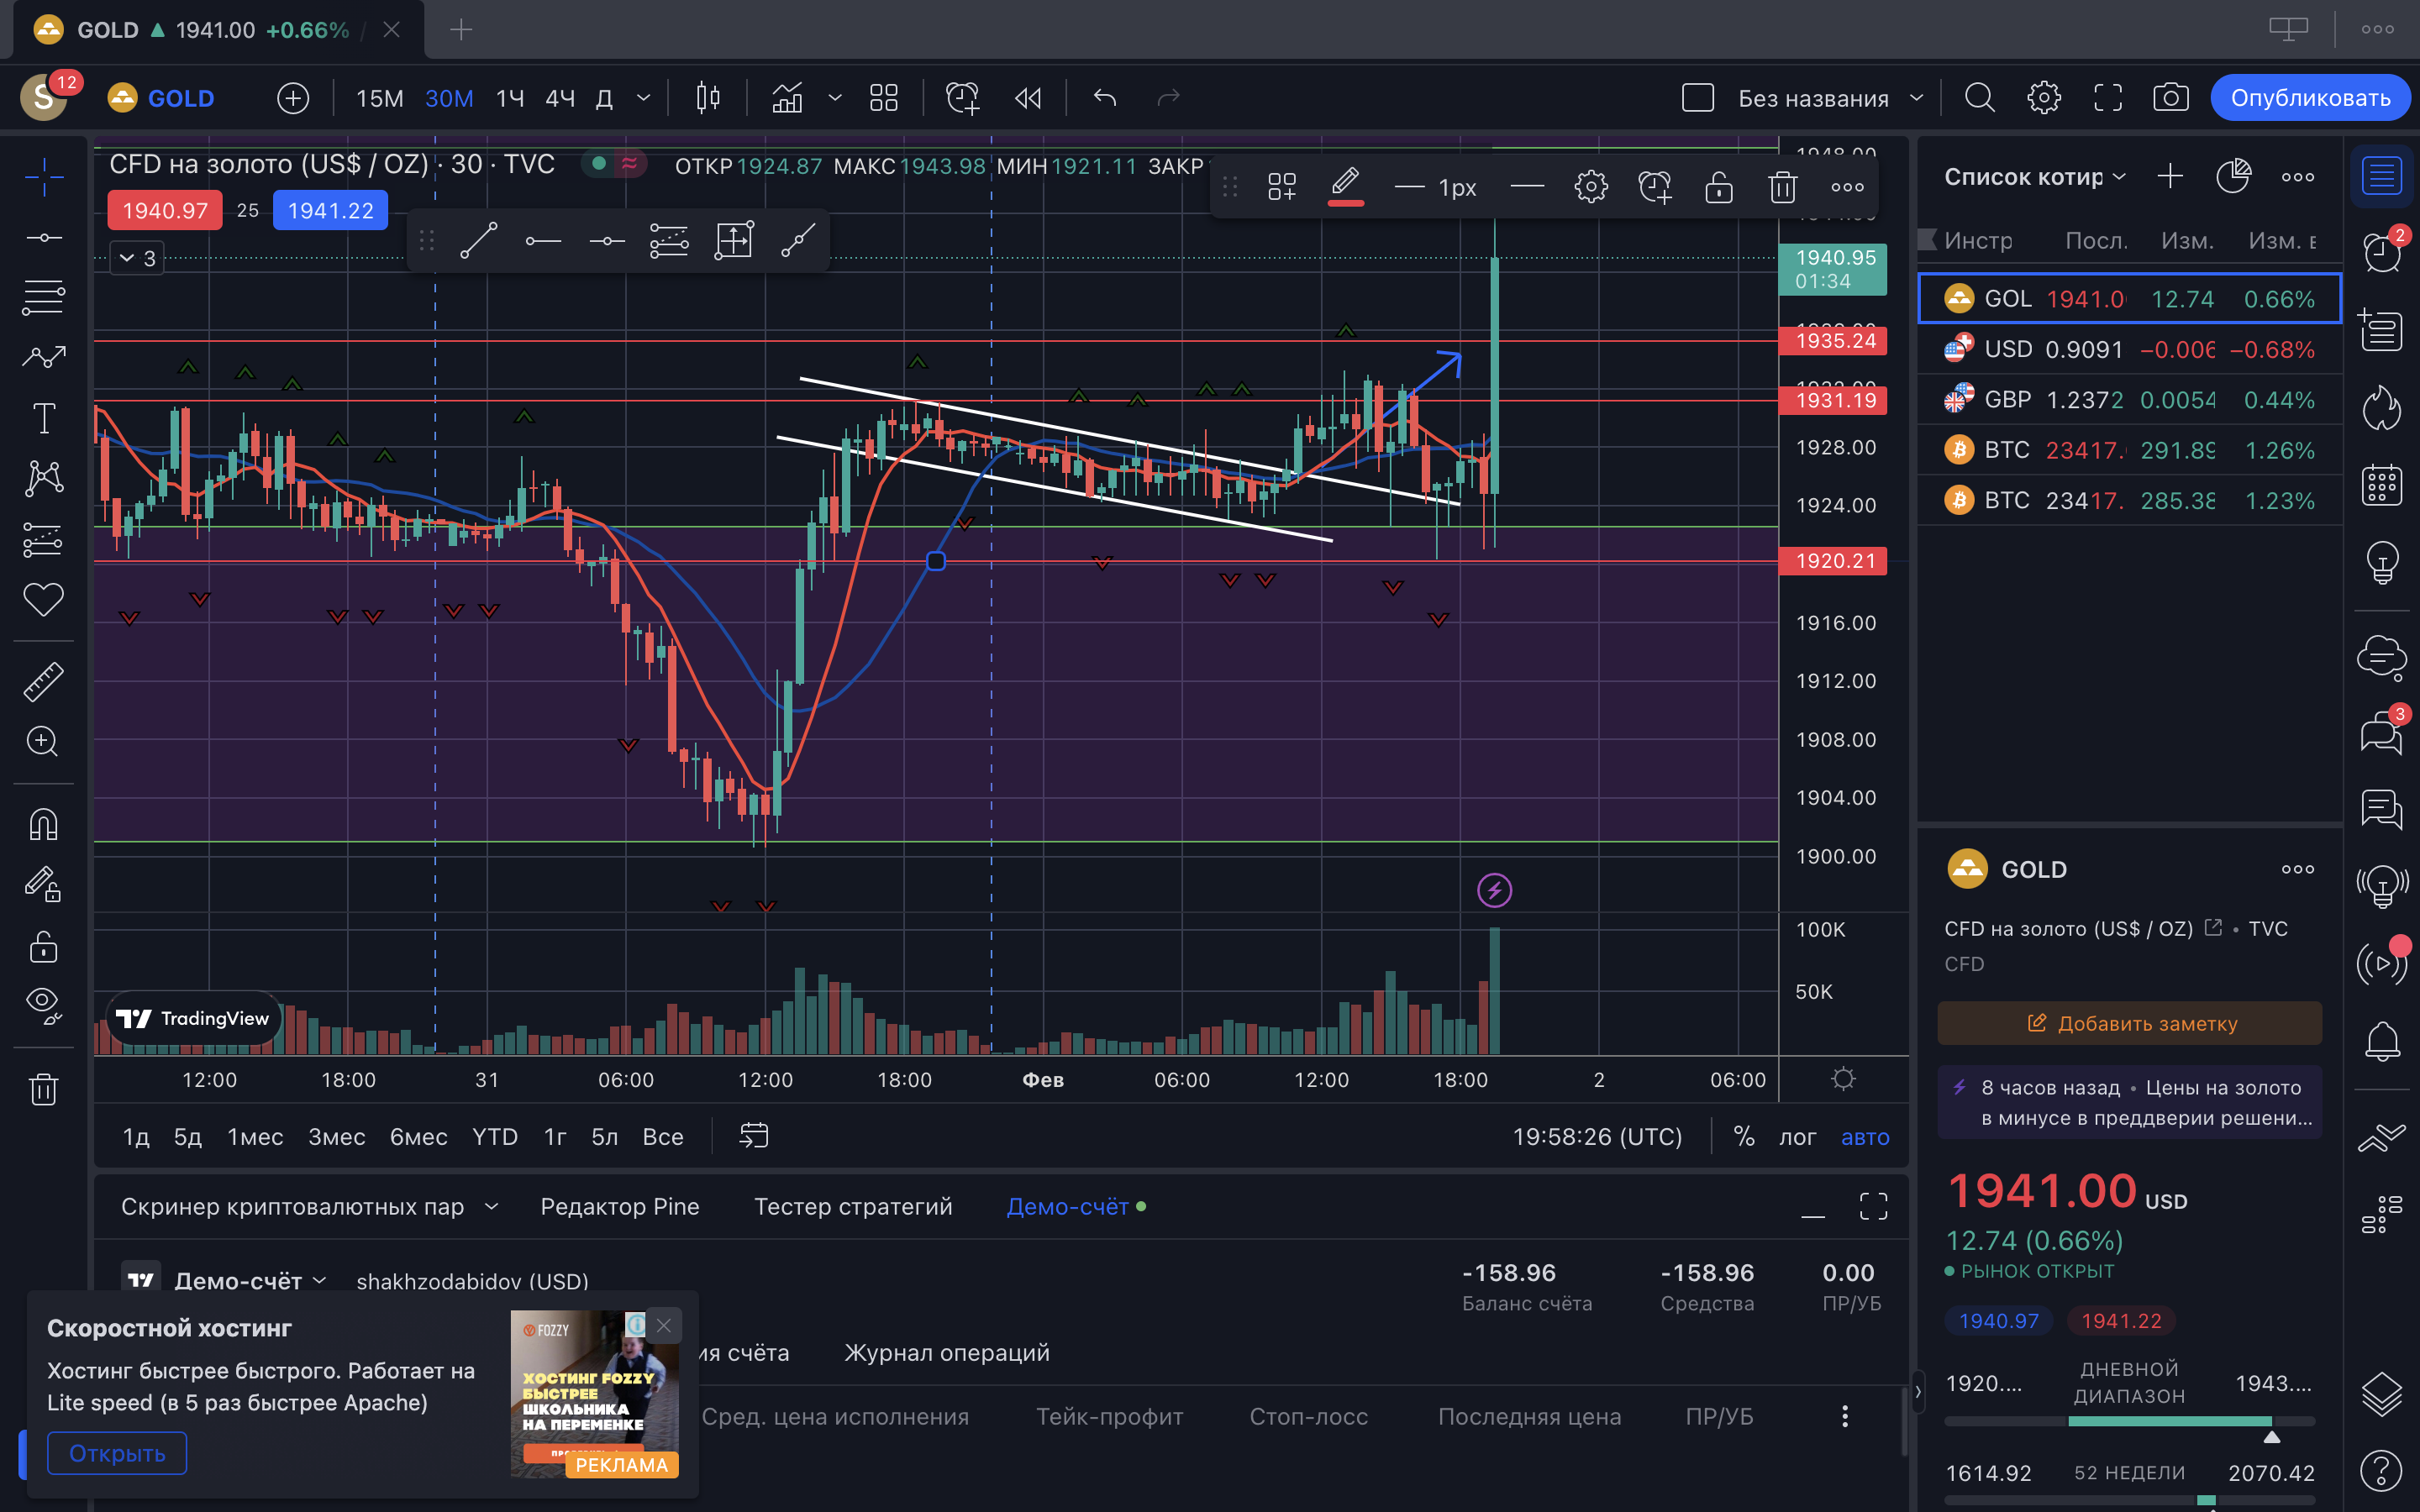 GOLD ▲ 1941.00 +0.66% /
S 12 GOLD 15М 30М 1Ч 4Ч Д Без названия Опубликовать
CFD на золото (US$ / OZ) · 30 · TVC ОТКР1924.87 МАКС1943.98 МИН1921.11 ЗАКР
1px
1940.97 25 1941.22
3
1940.95
01:34
1935.24
1931.19
1928.00
1924.00
1920.21
1916.00
1912.00
1908.00
1904.00
1900.00
100K
50K
TradingView
12:00 18:00 31 06:00 12:00 18:00 Фев 06:00 12:00 18:00 2 06:00
1д 5д 1мес 3мес 6мес YTD 1г 5л Все 19:58:26 (UTC) % лог авто
Скринер криптовалютных пар Редактор Pine Тестер стратегий Демо-счёт
Демо-счёт shakhzodabidov (USD)
-158.96 -158.96 0.00
Баланс счёта Средства ПР/УБ
ия счёта Журнал операций
Сред. цена исполнения Тейк-профит Стоп-лосс Последняя цена ПР/УБ
Скоростной хостинг
Хостинг быстрее быстрого. Работает на
Lite speed (в 5 раз быстрее Apache)
Открыть
FOZZY
ХОСТИНГ FOZZY
БЫСТРЕЕ
ШКОЛЬНИКА
НА ПЕРЕМЕНКЕ
РЕКЛАМА
Список котир
Инстр Посл. Изм. Изм. в
GOL 1941.0 12.74 0.66%
USD 0.9091 −0.006 −0.68%
GBP 1.2372 0.0054 0.44%
BTC 23417. 291.89 1.26%
BTC 23417. 285.38 1.23%
GOLD
CFD на золото (US$ / OZ) • TVC
CFD
Добавить заметку
8 часов назад • Цены на золото
в минусе в преддверии решени...
1941.00 USD
12.74 (0.66%)
РЫНОК ОТКРЫТ
1940.97 1941.22
1920.... ДНЕВНОЙ ДИАПАЗОН 1943....
1614.92 52 НЕДЕЛИ 2070.42
2
3